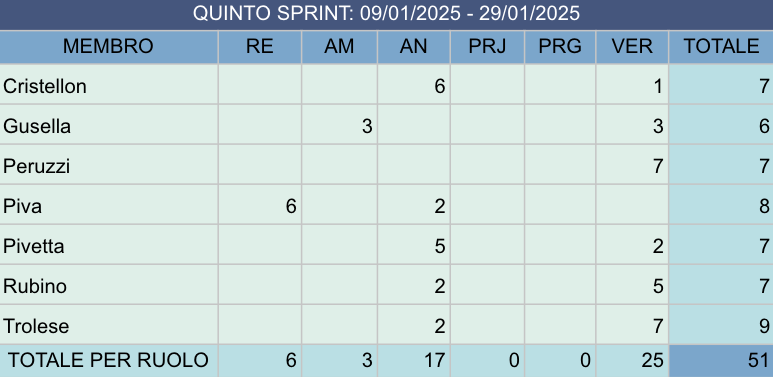 QUINTO SPRINT: 09/01/2025 - 29/01/2025
MEMBRO RE AM AN PRJ PRG VER TOTALE
Cristellon 6 1 7
Gusella 3 3 6
Peruzzi 7 7
Piva 6 2 8
Pivetta 5 2 7
Rubino 2 5 7
Trolese 2 7 9
TOTALE PER RUOLO 6 3 17 0 0 25 51